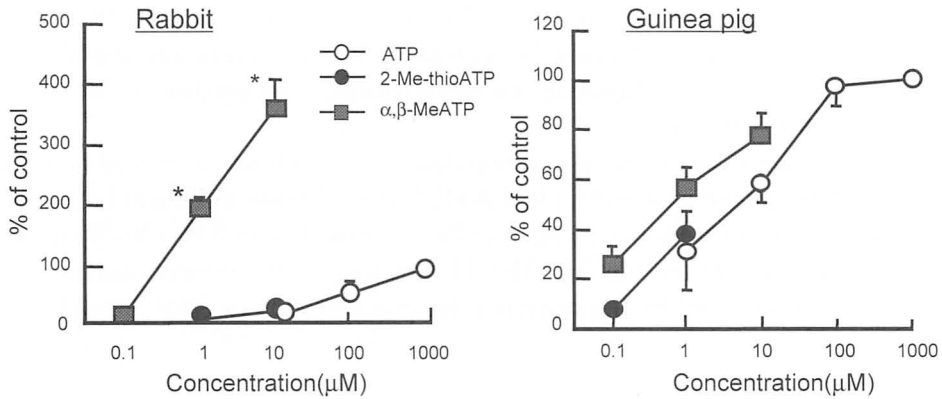 Rabbit
500
400
300
200
100
0
% of control
*
*
ATP
2-Me-thioATP
α,β-MeATP
0.1 1 10 100 1000
Concentration(μM)
Guinea pig
120
100
80
60
40
20
0
% of control
0.1 1 10 100 1000
Concentration(μM)